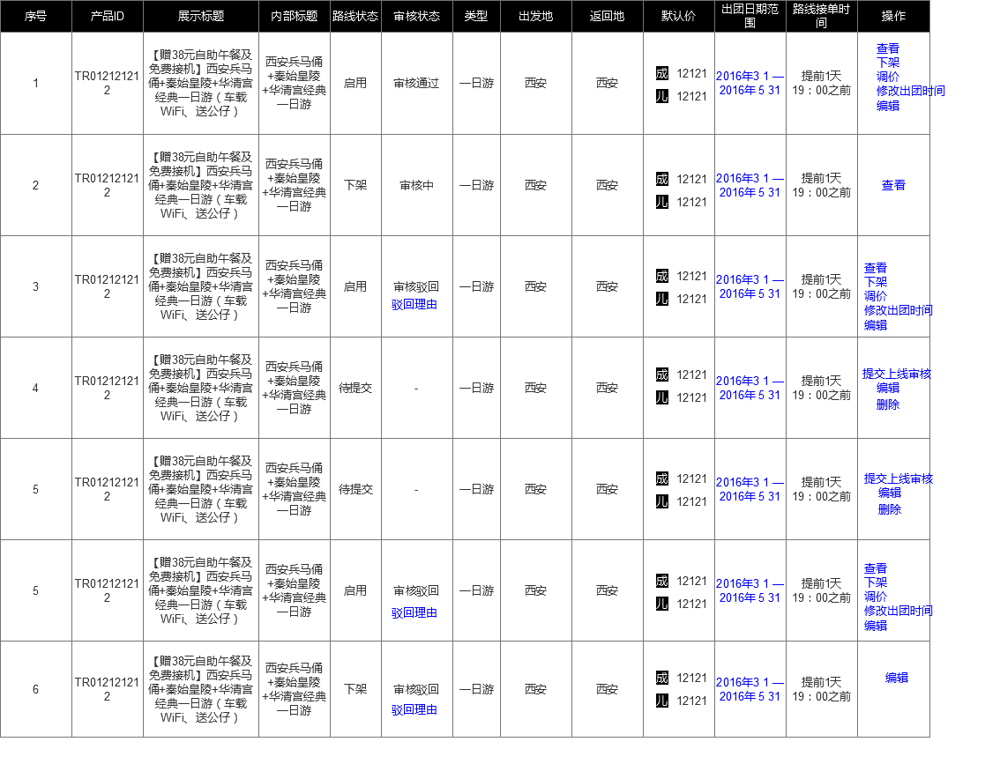 序号 产品ID 展示标题 内部标题 路线状态 审核状态 类型 出发地 返回地 默认价 出团日期范围 路线接单时间 操作
1
TR01212121
2
【赠38元自助午餐及
免费接机】西安兵马
俑+秦始皇陵+华清宫
经典一日游（车载
WiFi、送公仔）
西安兵马俑
+秦始皇陵
+华清宫经典
一日游
启用
审核通过
一日游
西安
西安
成 12121
儿 12121
2016年3 1 —
2016年 5 31
提前1天
19：00之前
查看
下架
调价
修改出团时间
编辑
2
TR01212121
2
【赠38元自助午餐及
免费接机】西安兵马
俑+秦始皇陵+华清宫
经典一日游（车载
WiFi、送公仔）
西安兵马俑
+秦始皇陵
+华清宫经典
一日游
下架
审核中
一日游
西安
西安
成 12121
儿 12121
2016年3 1 —
2016年 5 31
提前1天
19：00之前
查看
3
TR01212121
2
【赠38元自助午餐及
免费接机】西安兵马
俑+秦始皇陵+华清宫
经典一日游（车载
WiFi、送公仔）
西安兵马俑
+秦始皇陵
+华清宫经典
一日游
启用
审核驳回
驳回理由
一日游
西安
西安
成 12121
儿 12121
2016年3 1 —
2016年 5 31
提前1天
19：00之前
查看
下架
调价
修改出团时间
编辑
4
TR01212121
2
【赠38元自助午餐及
免费接机】西安兵马
俑+秦始皇陵+华清宫
经典一日游（车载
WiFi、送公仔）
西安兵马俑
+秦始皇陵
+华清宫经典
一日游
待提交
-
一日游
西安
西安
成 12121
儿 12121
2016年3 1 —
2016年 5 31
提前1天
19：00之前
提交上线审核
编辑
删除
5
TR01212121
2
【赠38元自助午餐及
免费接机】西安兵马
俑+秦始皇陵+华清宫
经典一日游（车载
WiFi、送公仔）
西安兵马俑
+秦始皇陵
+华清宫经典
一日游
待提交
-
一日游
西安
西安
成 12121
儿 12121
2016年3 1 —
2016年 5 31
提前1天
19：00之前
提交上线审核
编辑
删除
5
TR01212121
2
【赠38元自助午餐及
免费接机】西安兵马
俑+秦始皇陵+华清宫
经典一日游（车载
WiFi、送公仔）
西安兵马俑
+秦始皇陵
+华清宫经典
一日游
启用
审核驳回
驳回理由
一日游
西安
西安
成 12121
儿 12121
2016年3 1 —
2016年 5 31
提前1天
19：00之前
查看
下架
调价
修改出团时间
编辑
6
TR01212121
2
【赠38元自助午餐及
免费接机】西安兵马
俑+秦始皇陵+华清宫
经典一日游（车载
WiFi、送公仔）
西安兵马俑
+秦始皇陵
+华清宫经典
一日游
下架
审核驳回
驳回理由
一日游
西安
西安
成 12121
儿 12121
2016年3 1 —
2016年 5 31
提前1天
19：00之前
编辑